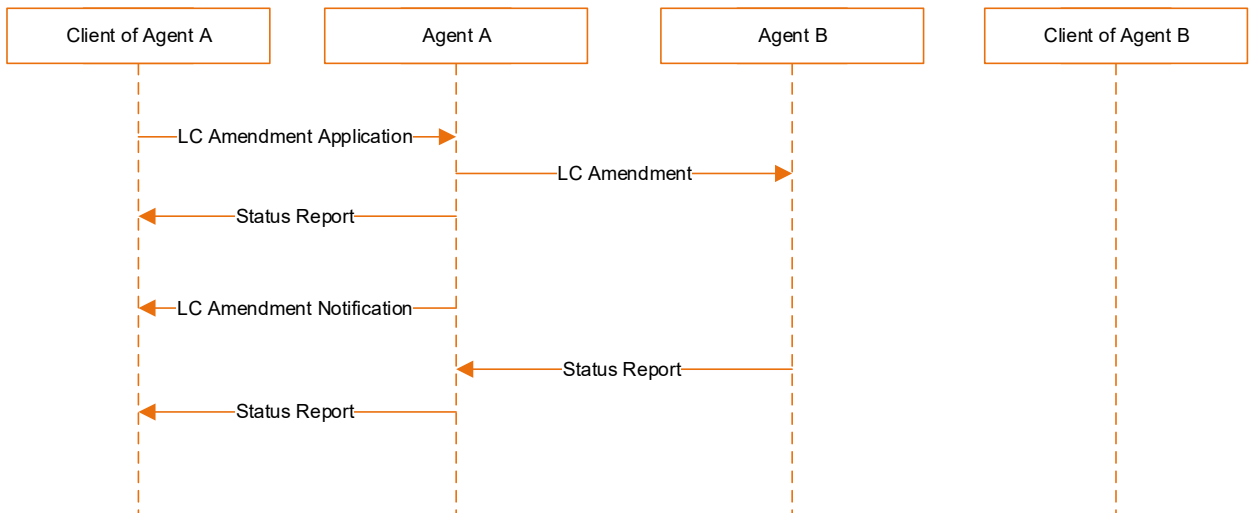 Client of Agent A
Agent A
Agent B
Client of Agent B
LC Amendment Application
LC Amendment
Status Report
LC Amendment Notification
Status Report
Status Report